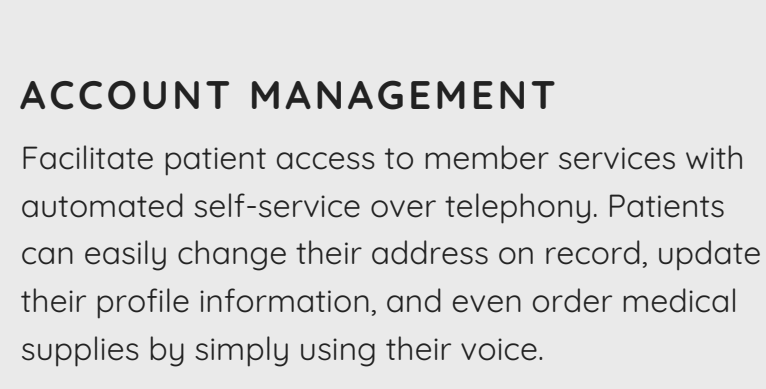 ACCOUNT MANAGEMENT
Facilitate patient access to member services with
automated self-service over telephony. Patients
can easily change their address on record, update
their profile information, and even order medical
supplies by simply using their voice.